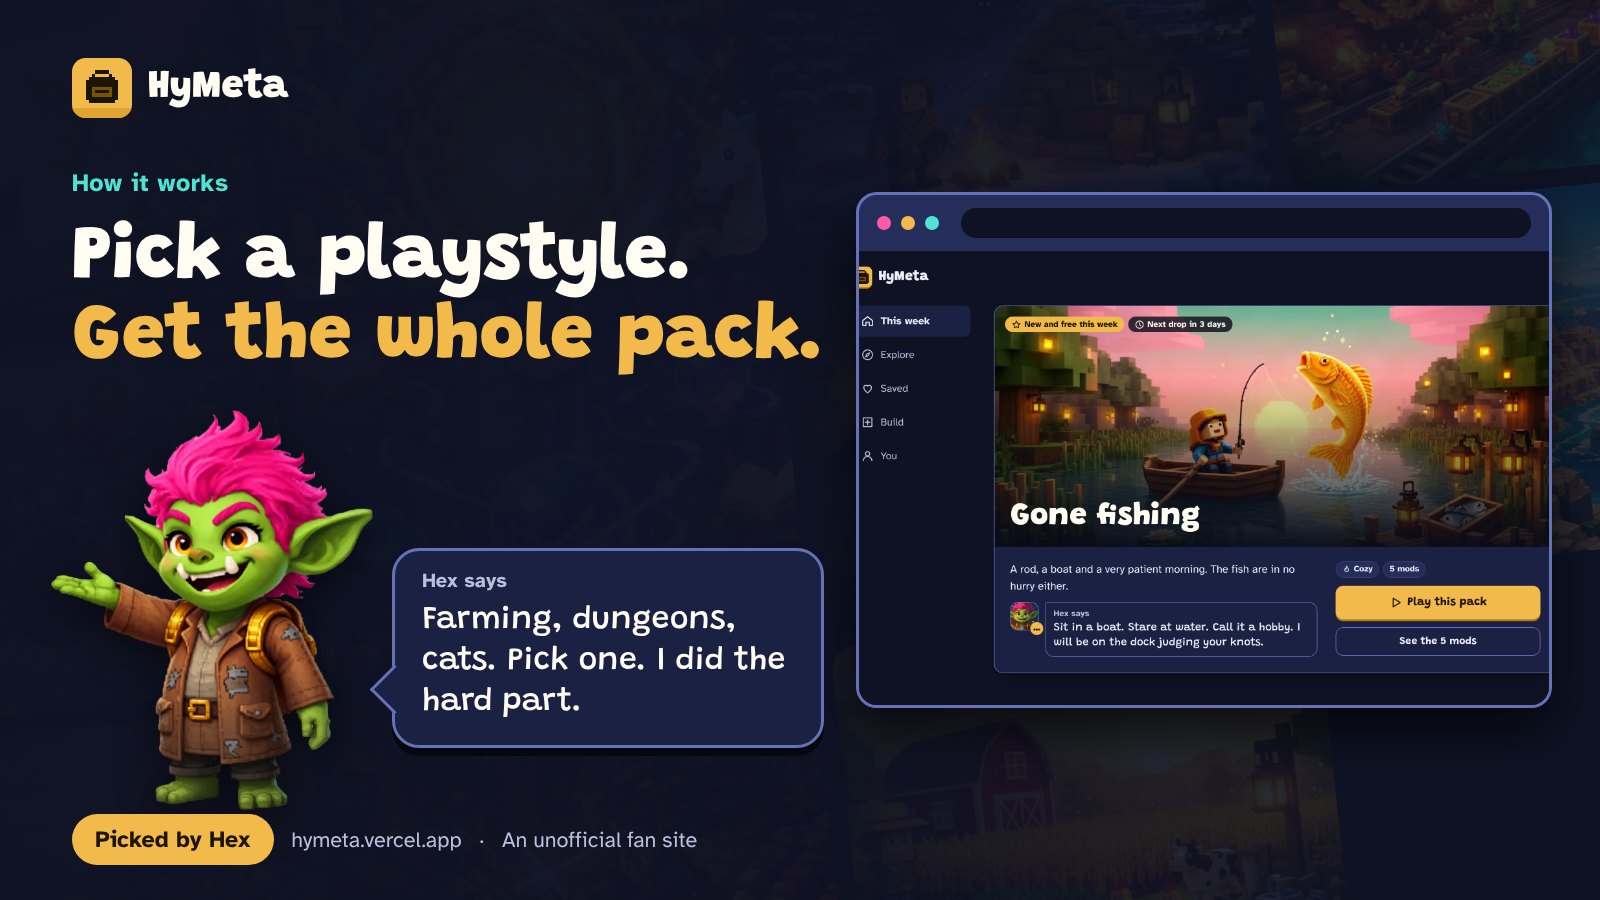 HyMeta
How it works
Pick a playstyle.
Get the whole pack.
Hex says
Farming, dungeons,
cats. Pick one. I did the
hard part.
Picked by Hex
hymeta.vercel.app · An unofficial fan site
HyMeta
This week
Explore
Saved
Build
You
New and free this week
Next drop in 3 days
Gone fishing
A rod, a boat and a very patient morning. The fish are in no
hurry either.
Hex says
Sit in a boat. Stare at water. Call it a hobby. I
will be on the dock judging your knots.
Cozy
5 mods
Play this pack
See the 5 mods